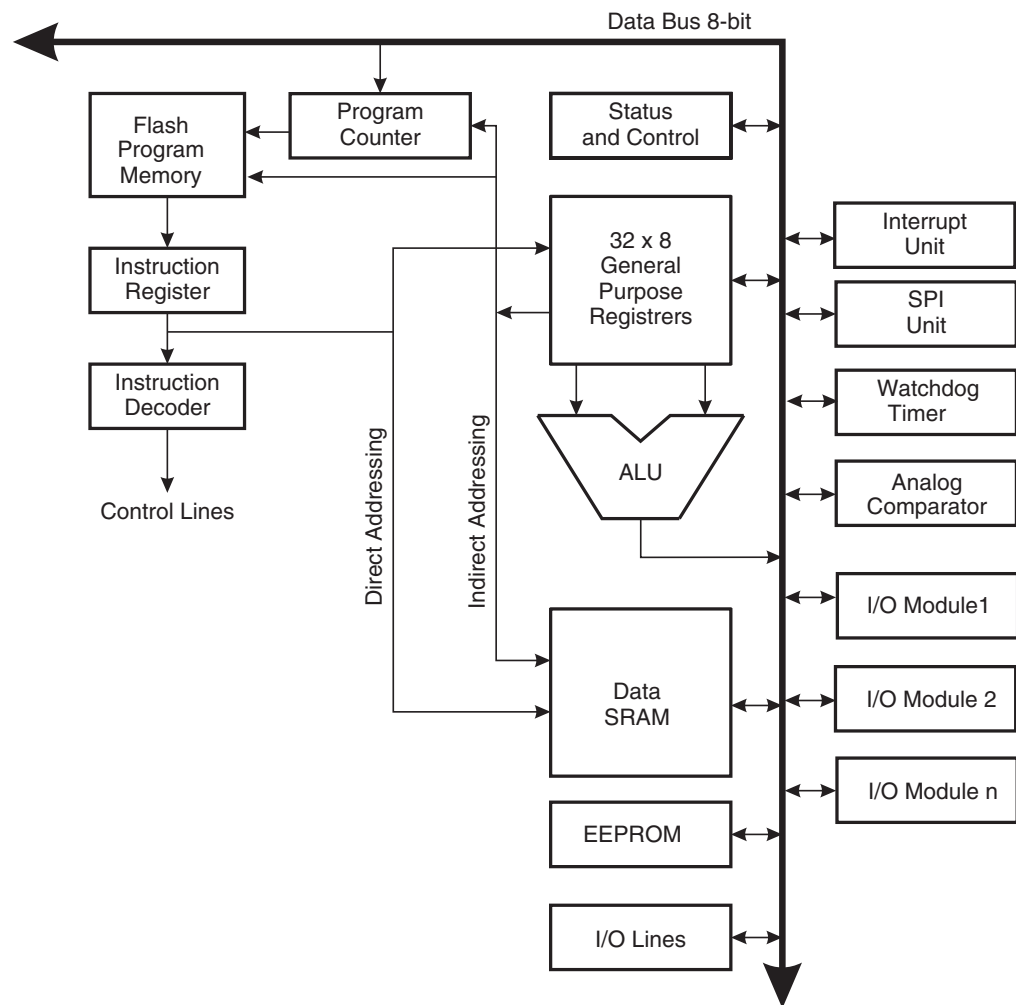 Data Bus 8-bit
Flash
Program
Memory
Program
Counter
Status
and Control
32 x 8
General
Purpose
Registrers
Interrupt
Unit
Instruction
Register
SPI
Unit
Instruction
Decoder
Watchdog
Timer
Direct Addressing
Indirect Addressing
ALU
Analog
Comparator
Control Lines
I/O Module1
Data
SRAM
I/O Module 2
I/O Module n
EEPROM
I/O Lines